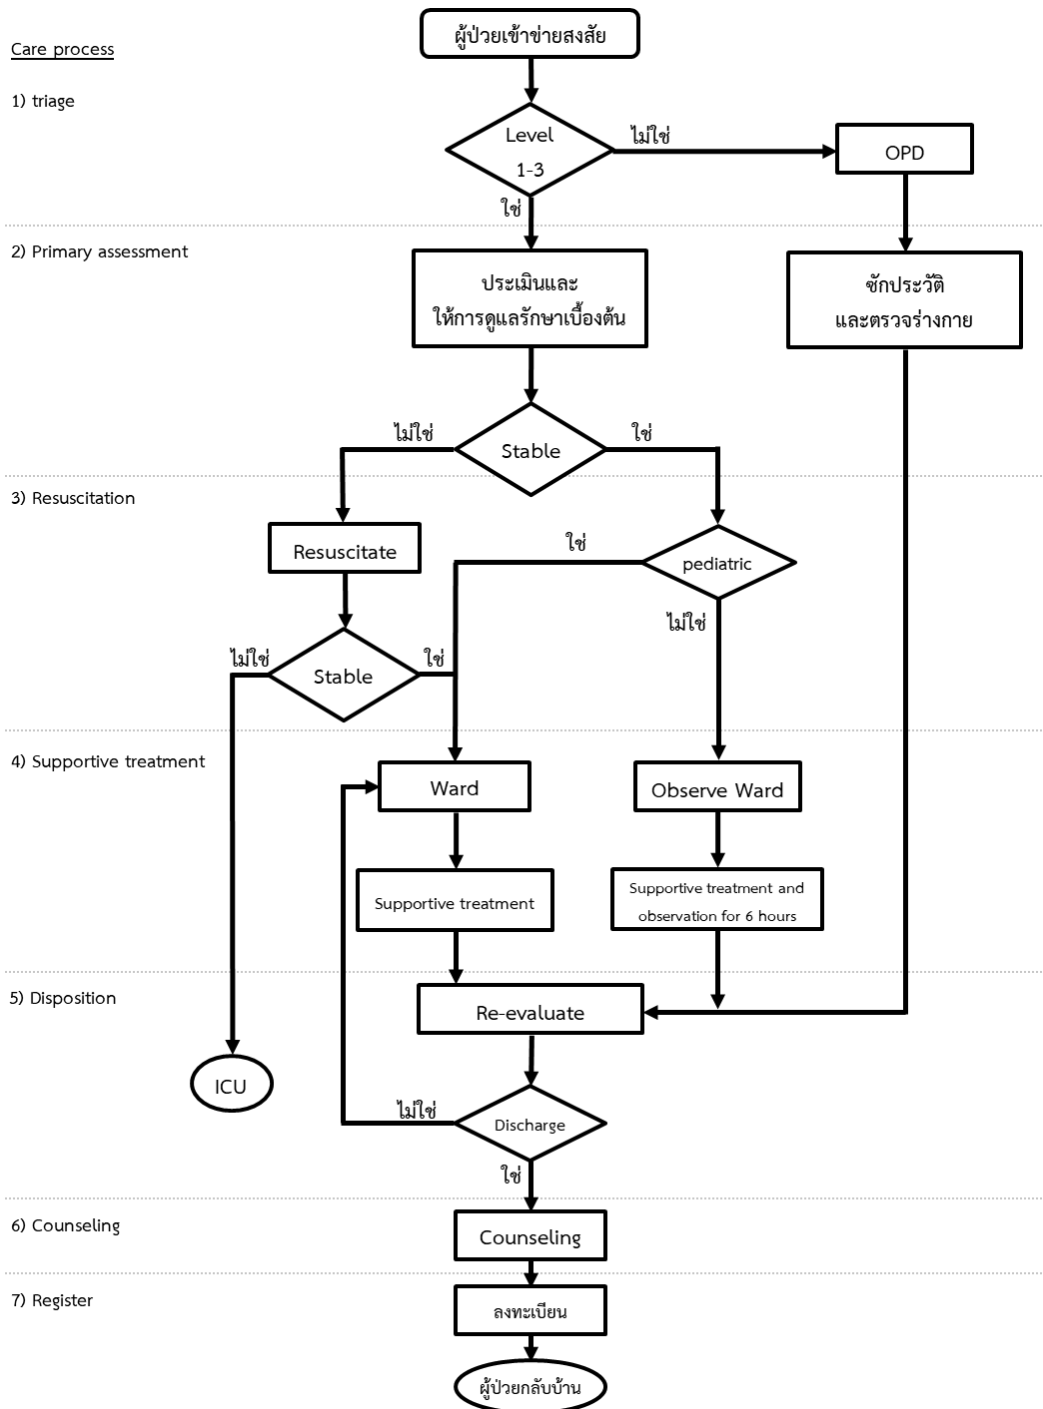 ผู้ป่วยเข้าข่ายสงสัย
Care process
1) triage
Level
1-3
ไม่ใช่
OPD
ใช่
2) Primary assessment
ประเมินและ
ให้การดูแลรักษาเบื้องต้น
ซักประวัติ
และตรวจร่างกาย
ไม่ใช่
Stable
ใช่
3) Resuscitation
Resuscitate
ใช่
pediatric
ไม่ใช่
ไม่ใช่
Stable
ใช่
4) Supportive treatment
Ward
Observe Ward
Supportive treatment
Supportive treatment and
observation for 6 hours
5) Disposition
Re-evaluate
ICU
ไม่ใช่
Discharge
ใช่
6) Counseling
Counseling
7) Register
ลงทะเบียน
ผู้ป่วยกลับบ้าน